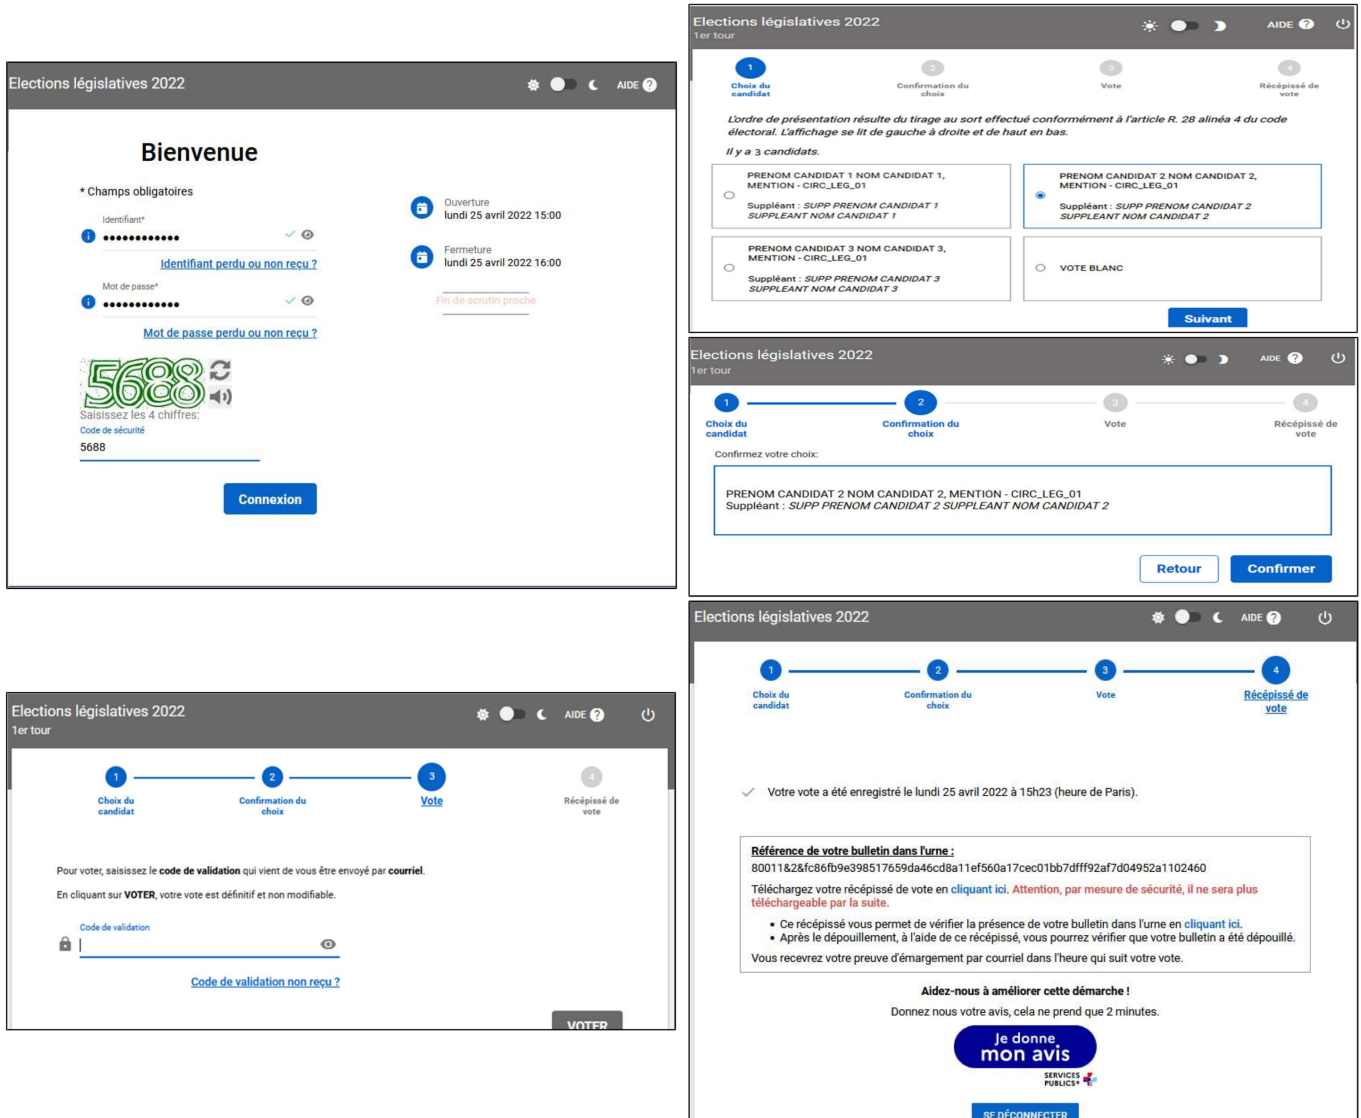 Elections législatives 2022
AIDE ?
Bienvenue
* Champs obligatoires
Identifiant*
••••••••••••
Identifiant perdu ou non reçu ?
Mot de passe*
••••••••••••
Mot de passe perdu ou non reçu ?
5688
Saisissez les 4 chiffres:
Code de sécurité
5688
Connexion
Ouverture
lundi 25 avril 2022 15:00
Fermeture
lundi 25 avril 2022 16:00
Fin de scrutin proche
Elections législatives 2022
1er tour
AIDE ?
1
2
3
4
Choix du
candidat
Confirmation du
choix
Vote
Récépissé de
vote
L'ordre de présentation résulte du tirage au sort effectué conformément à l'article R. 28 alinéa 4 du code
électoral. L'affichage se lit de gauche à droite et de haut en bas.
Il y a 3 candidats.
PRENOM CANDIDAT 1 NOM CANDIDAT 1,
MENTION - CIRC_LEG_01
Suppléant : SUPP PRENOM CANDIDAT 1
SUPPLEANT NOM CANDIDAT 1
PRENOM CANDIDAT 2 NOM CANDIDAT 2,
MENTION - CIRC_LEG_01
Suppléant : SUPP PRENOM CANDIDAT 2
SUPPLEANT NOM CANDIDAT 2
PRENOM CANDIDAT 3 NOM CANDIDAT 3,
MENTION - CIRC_LEG_01
Suppléant : SUPP PRENOM CANDIDAT 3
SUPPLEANT NOM CANDIDAT 3
VOTE BLANC
Suivant
Elections législatives 2022
1er tour
AIDE ?
1
2
3
4
Choix du
candidat
Confirmation du
choix
Vote
Récépissé de
vote
Confirmez votre choix:
PRENOM CANDIDAT 2 NOM CANDIDAT 2, MENTION - CIRC_LEG_01
Suppléant : SUPP PRENOM CANDIDAT 2 SUPPLEANT NOM CANDIDAT 2
Retour
Confirmer
Elections législatives 2022
1er tour
AIDE ?
1
2
3
4
Choix du
candidat
Confirmation du
choix
Vote
Récépissé de
vote
Pour voter, saisissez le code de validation qui vient de vous être envoyé par courriel.
En cliquant sur VOTER, votre vote est définitif et non modifiable.
Code de validation
Code de validation non reçu ?
VOTER
Elections législatives 2022
AIDE ?
1
2
3
4
Choix du
candidat
Confirmation du
choix
Vote
Récépissé de
vote
Votre vote a été enregistré le lundi 25 avril 2022 à 15h23 (heure de Paris).
Référence de votre bulletin dans l'urne :
80011&2&fc86fb9e398517659da46cd8a11ef560a17cec01bb7dfff92af7d04952a1102460
Téléchargez votre récépissé de vote en cliquant ici. Attention, par mesure de sécurité, il ne sera plus
téléchargeable par la suite.
• Ce récépissé vous permet de vérifier la présence de votre bulletin dans l'urne en cliquant ici.
• Après le dépouillement, à l'aide de ce récépissé, vous pourrez vérifier que votre bulletin a été dépouillé.
Vous recevrez votre preuve d'émargement par courriel dans l'heure qui suit votre vote.
Aidez-nous à améliorer cette démarche !
Donnez nous votre avis, cela ne prend que 2 minutes.
Je donne
mon avis
SERVICES
PUBLICS+
SE DÉCONNECTER